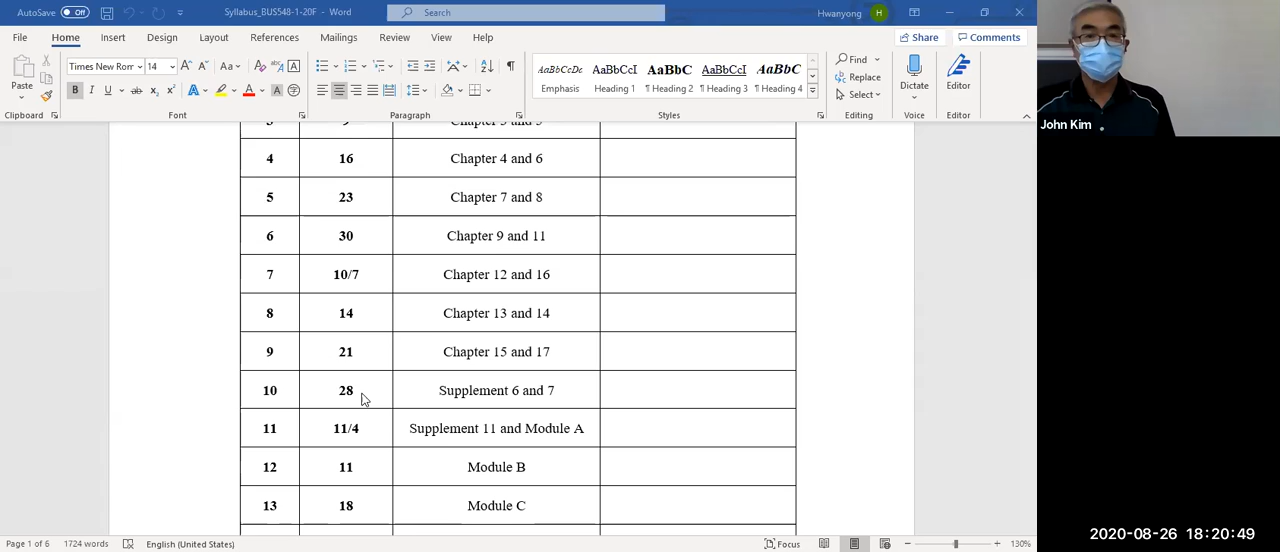 AutoSave Off Syllabus_BUS548-1-20F - Word Search Hwanyong H
File Home Insert Design Layout References Mailings Review View Help Share Comments
Paste Times New Rorr 14 A A Aa A A AaBbCcDc AaBbCcI AaBbC AaBbCcI AaBbC Find Replace Select Dictate Editor
B I U ab x₂ x² A A A Emphasis Heading 1 ¶ Heading 2 ¶ Heading 3 ¶ Heading 4
Clipboard Font Paragraph Styles Editing Voice Editor
John Kim
4 16 Chapter 4 and 6
5 23 Chapter 7 and 8
6 30 Chapter 9 and 11
7 10/7 Chapter 12 and 16
8 14 Chapter 13 and 14
9 21 Chapter 15 and 17
10 28 Supplement 6 and 7
11 11/4 Supplement 11 and Module A
12 11 Module B
13 18 Module C
2020-08-26 18:20:49
Page 1 of 6 1724 words English (United States) Focus 130%